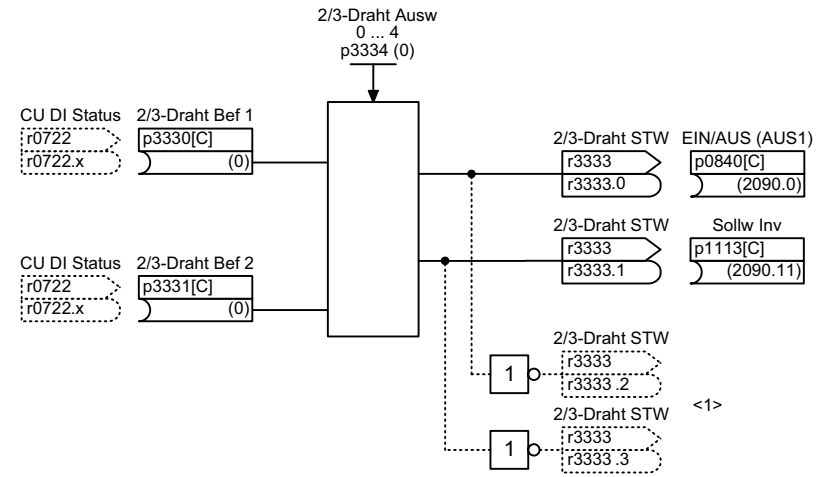 2/3-Draht Ausw
0 ... 4
p3334 (0)
CU DI Status
r0722
r0722.x
2/3-Draht Bef 1
p3330[C]
(0)
2/3-Draht STW
r3333
r3333.0
EIN/AUS (AUS1)
p0840[C]
(2090.0)
2/3-Draht STW
r3333
r3333.1
Sollw Inv
p1113[C]
(2090.11)
CU DI Status
r0722
r0722.x
2/3-Draht Bef 2
p3331[C]
(0)
2/3-Draht STW
1
r3333
r3333 .2
<1>
2/3-Draht STW
1
r3333
r3333 .3